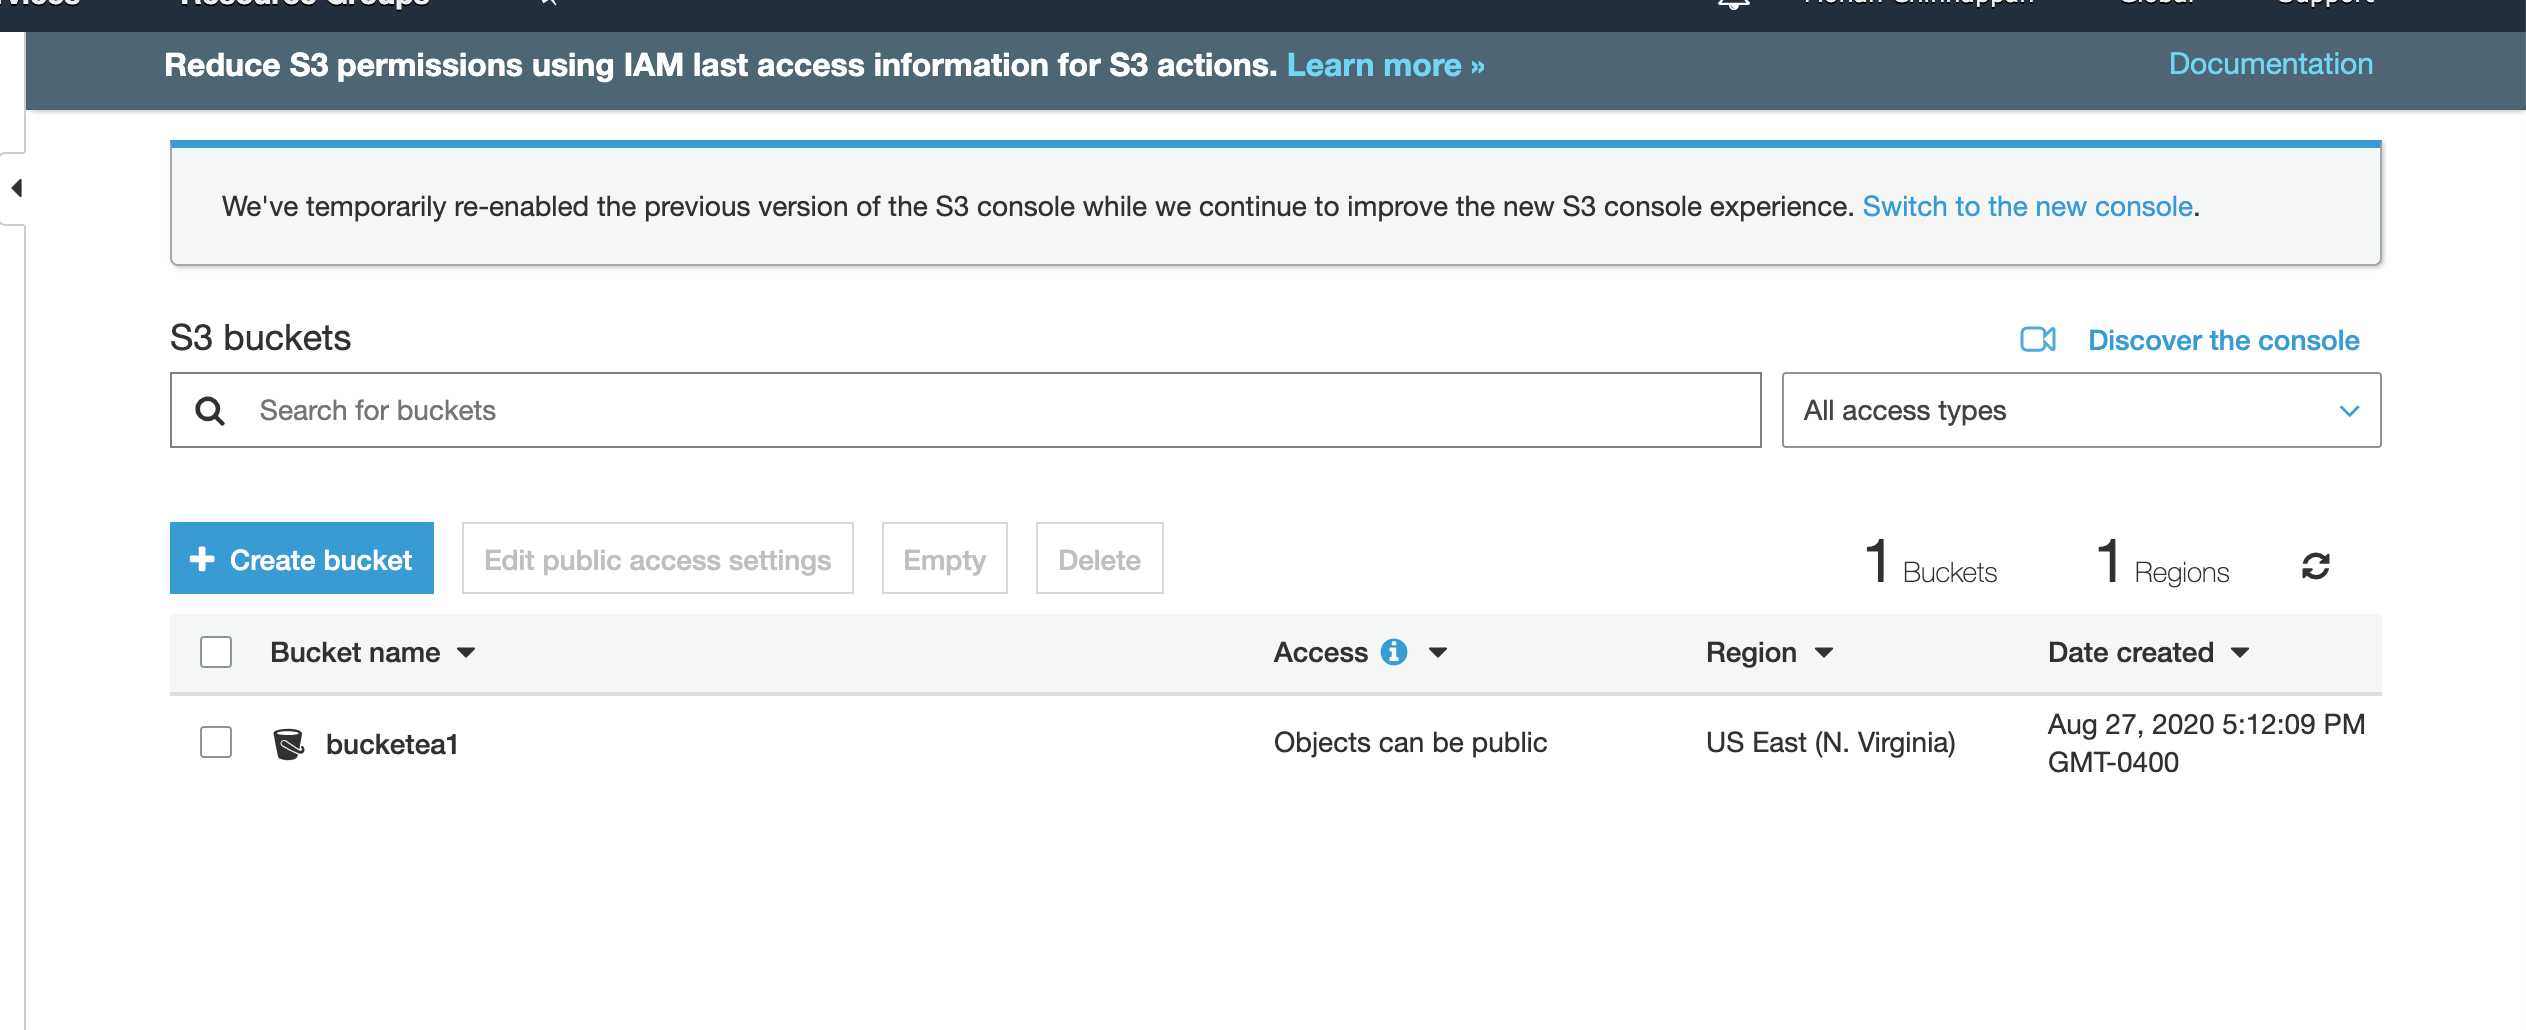 Resource Groups
Global
Support
Reduce S3 permissions using IAM last access information for S3 actions. Learn more »
Documentation
We've temporarily re-enabled the previous version of the S3 console while we continue to improve the new S3 console experience. Switch to the new console.
S3 buckets
Discover the console
Search for buckets
All access types
Create bucket
Edit public access settings
Empty
Delete
1 Buckets
1 Regions
Bucket name
Access
Region
Date created
bucketea1
Objects can be public
US East (N. Virginia)
Aug 27, 2020 5:12:09 PM
GMT-0400